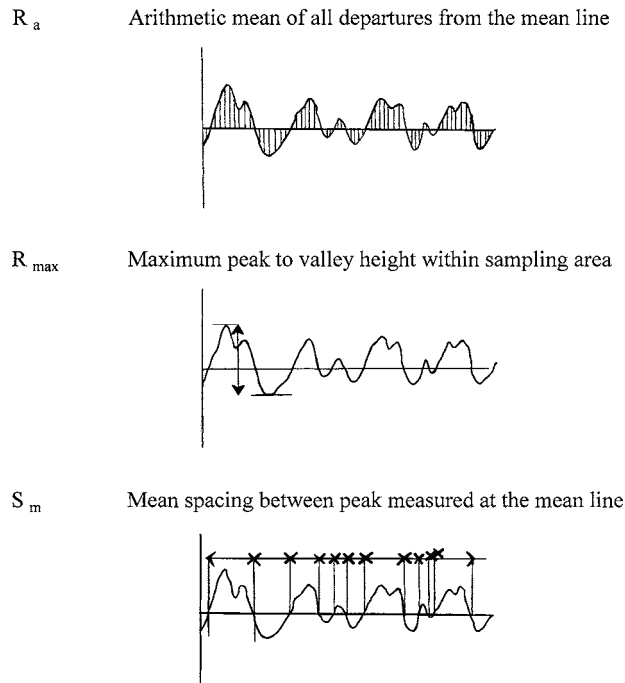 R a Arithmetic mean of all departures from the mean line
R max Maximum peak to valley height within sampling area
S m Mean spacing between peak measured at the mean line